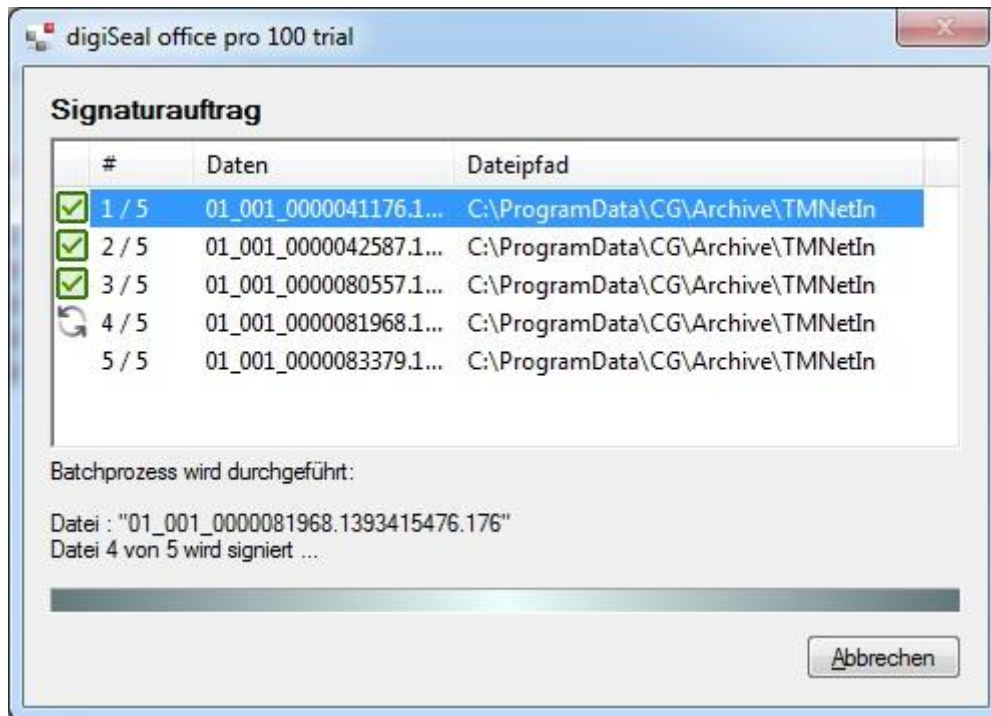 digiSeal office pro 100 trial
Signaturauftrag
# Daten Dateipfad
1 / 5 01_001_0000041176.1... C:\ProgramData\CG\Archive\TMNetIn
2 / 5 01_001_0000042587.1... C:\ProgramData\CG\Archive\TMNetIn
3 / 5 01_001_0000080557.1... C:\ProgramData\CG\Archive\TMNetIn
4 / 5 01_001_0000081968.1... C:\ProgramData\CG\Archive\TMNetIn
5 / 5 01_001_0000083379.1... C:\ProgramData\CG\Archive\TMNetIn
Batchprozess wird durchgeführt:
Datei : "01_001_0000081968.1393415476.176"
Datei 4 von 5 wird signiert ...
Abbrechen